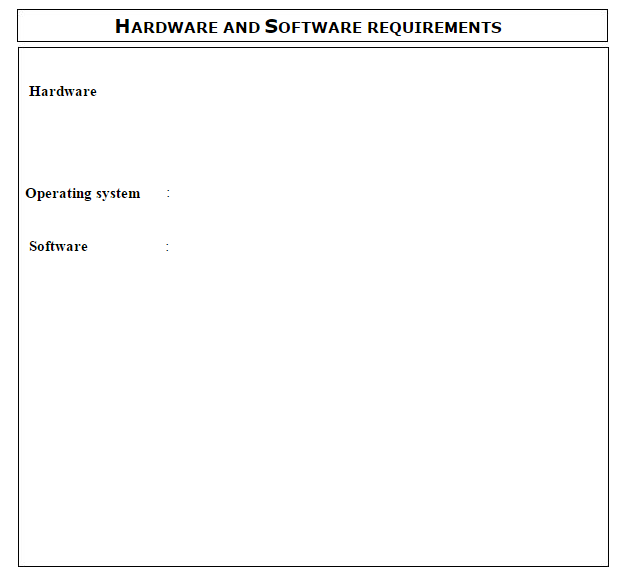 HARDWARE AND SOFTWARE REQUIREMENTS
Hardware
Operating system :
Software :